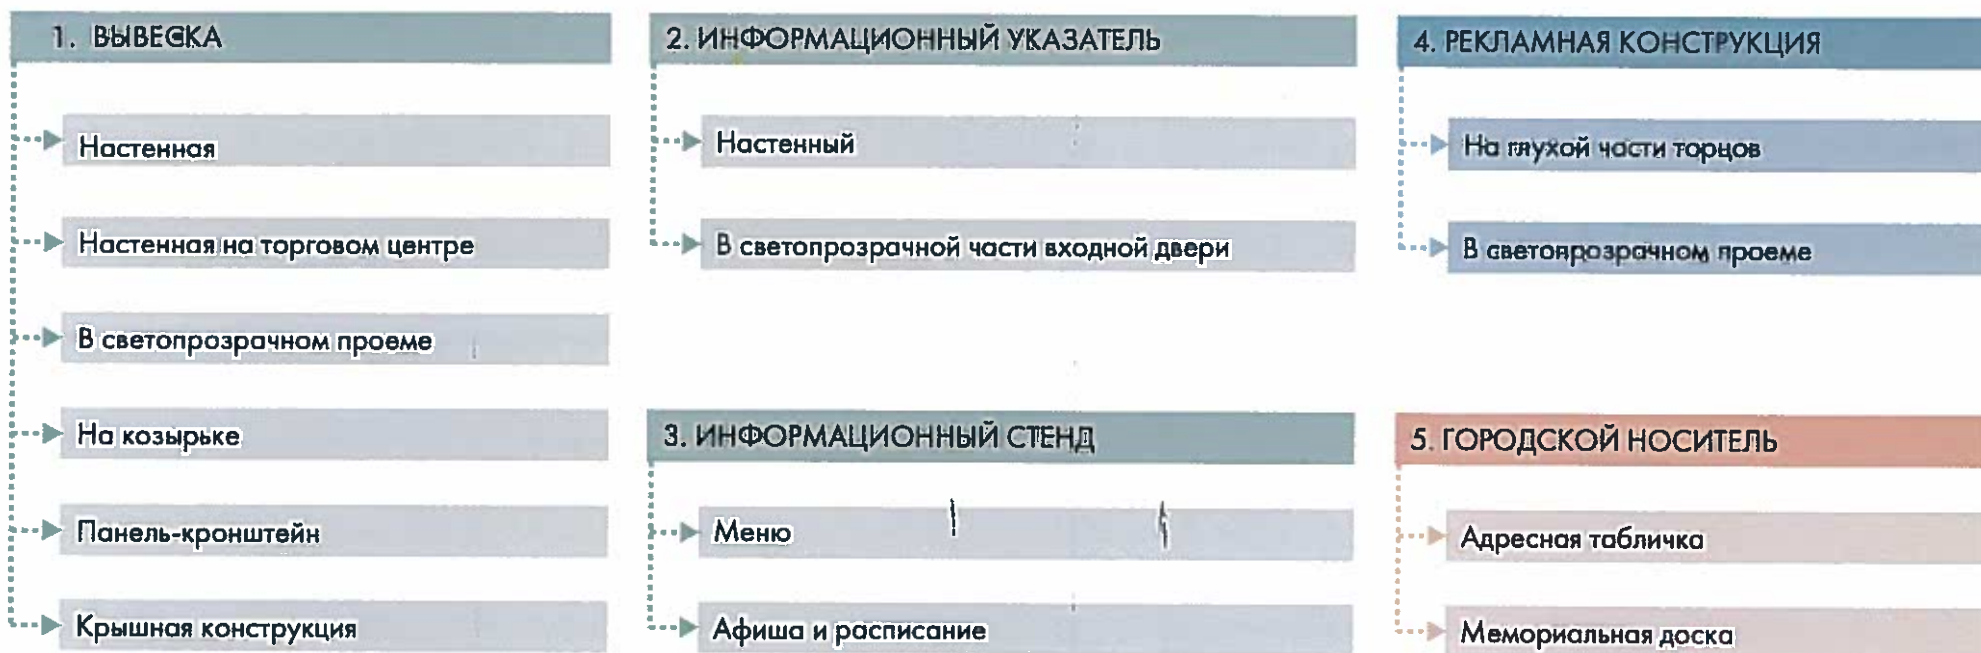 1. ВЫВЕСКА
Настенная
Настенная на торговом центре
В светопрозрачном проеме
На козырьке
Панель-кронштейн
Крышная конструкция
2. ИНФОРМАЦИОННЫЙ УКАЗАТЕЛЬ
Настенный
В светопрозрачной части входной двери
3. ИНФОРМАЦИОННЫЙ СТЕНД
Меню
Афиша и расписание
4. РЕКЛАМНАЯ КОНСТРУКЦИЯ
На глухой части торцов
В светопрозрачном проеме
5. ГОРОДСКОЙ НОСИТЕЛЬ
Адресная табличка
Мемориальная доска